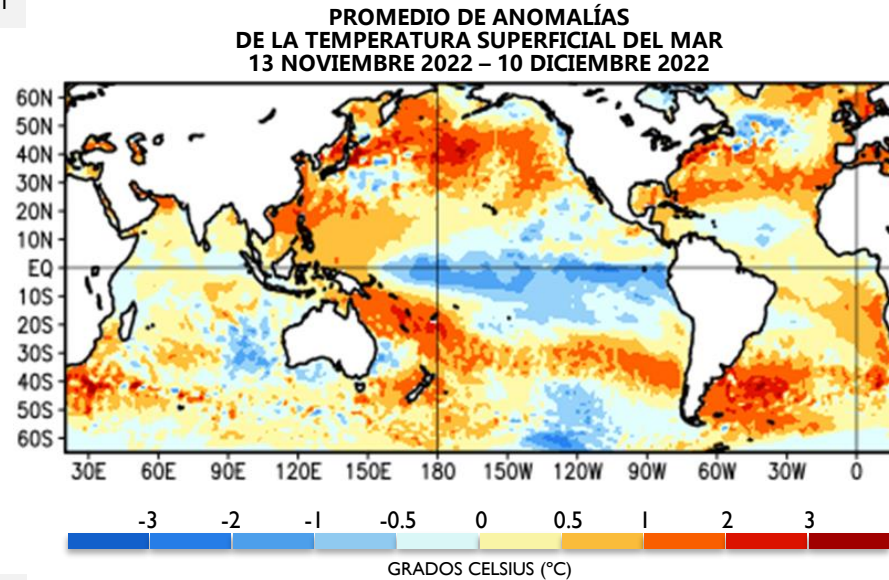 PROMEDIO DE ANOMALÍAS
DE LA TEMPERATURA SUPERFICIAL DEL MAR
13 NOVIEMBRE 2022 – 10 DICIEMBRE 2022
60N
50N
40N
30N
20N
10N
EQ
10S
20S
30S
40S
50S
60S
30E 60E 90E 120E 150E 180 150W 120W 90W 60W 30W 0
-3 -2 -1 -0.5 0 0.5 1 2 3
GRADOS CELSIUS (°C)